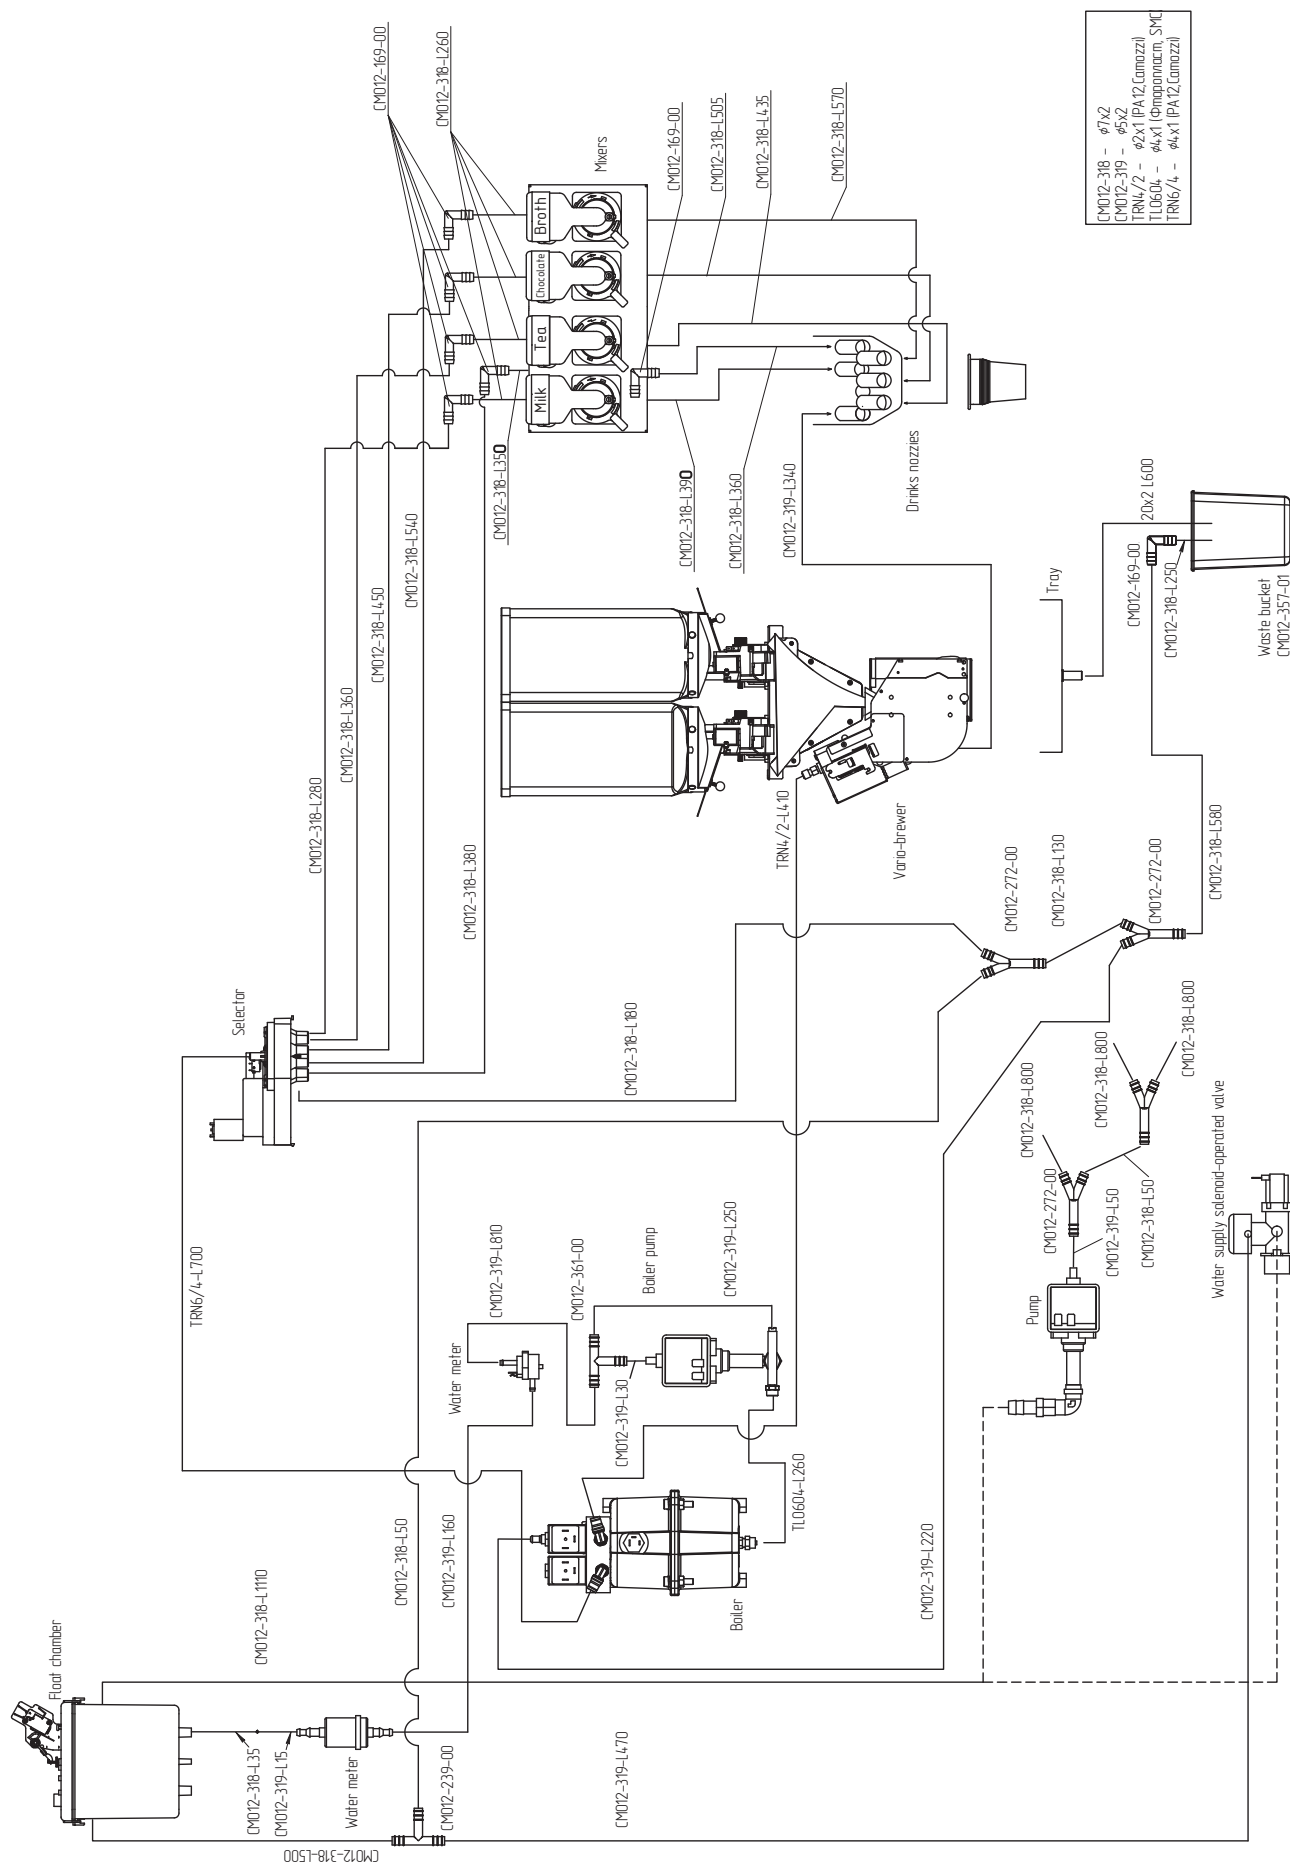 Float chamber
CM012-318-L1110
CM012-318-L35
CM012-319-L15
Water meter
CM012-318-L500
CM012-239-00
CM012-319-L470
CM012-318-L50
CM012-319-L160
TRN6/4-L700
Selector
Water meter
CM012-319-L810
CM012-361-00
CM012-319-L30
Boiler pump
CM012-319-L250
Boiler
TL0604-L260
CM012-319-L220
CM012-318-L180
CM012-318-L280
CM012-318-L360
CM012-318-L450
CM012-318-L540
CM012-318-L380
CM012-169-00
CM012-318-L260
CM012-318-L350
Milk
Tea
Chocolate
Broth
Mixers
CM012-169-00
CM012-318-L505
CM012-318-L435
CM012-318-L570
CM012-318-L390
CM012-318-L360
CM012-319-L340
TRN4/2-L410
Vario-brewer
Drinks nozzles
Tray
CM012-272-00
CM012-318-L130
CM012-272-00
CM012-318-L580
CM012-169-00
20x2 L600
CM012-318-L250
Waste bucket
CM012-357-01
Pump
CM012-272-00
CM012-319-L50
CM012-318-L50
CM012-318-L800
CM012-318-L800
CM012-318-L800
Water supply solenoid-operated valve
CM012-318 - ⌀7x2
CM012-319 - ⌀5x2
TRN4/2 - ⌀2x1 (PA12,Camozzi)
TL0604 - ⌀4x1 (Фторопласт, SMC)
TRN6/4 - ⌀4x1 (PA12,Camozzi)